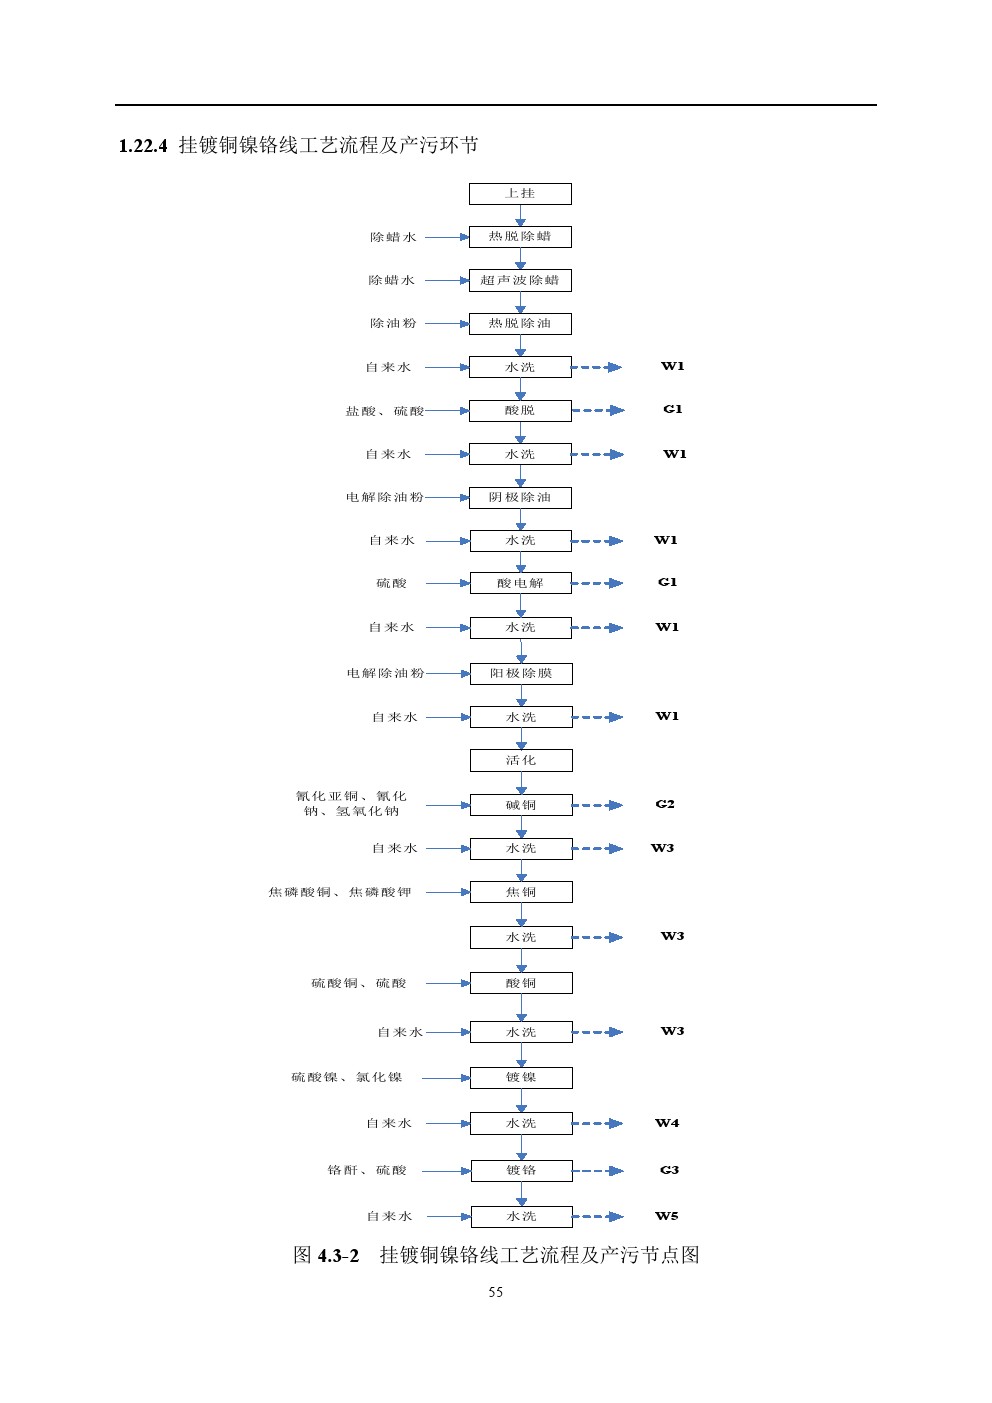 1.22.4 挂镀铜镍铬线工艺流程及产污环节
上挂
除蜡水 热脱除蜡
除蜡水 超声波除蜡
除油粉 热脱除油
自来水 水洗 W1
盐酸、硫酸 酸脱 G1
自来水 水洗 W1
电解除油粉 阴极除油
自来水 水洗 W1
硫酸 酸电解 G1
自来水 水洗 W1
电解除油粉 阳极除膜
自来水 水洗 W1
活化
氰化亚铜、氰化
钠、氢氧化钠 碱铜 G2
自来水 水洗 W3
焦磷酸铜、焦磷酸钾 焦铜
水洗 W3
硫酸铜、硫酸 酸铜
自来水 水洗 W3
硫酸镍、氯化镍 镀镍
自来水 水洗 W4
铬酐、硫酸 镀铬 G3
自来水 水洗 W5
图 4.3-2 挂镀铜镍铬线工艺流程及产污节点图
55